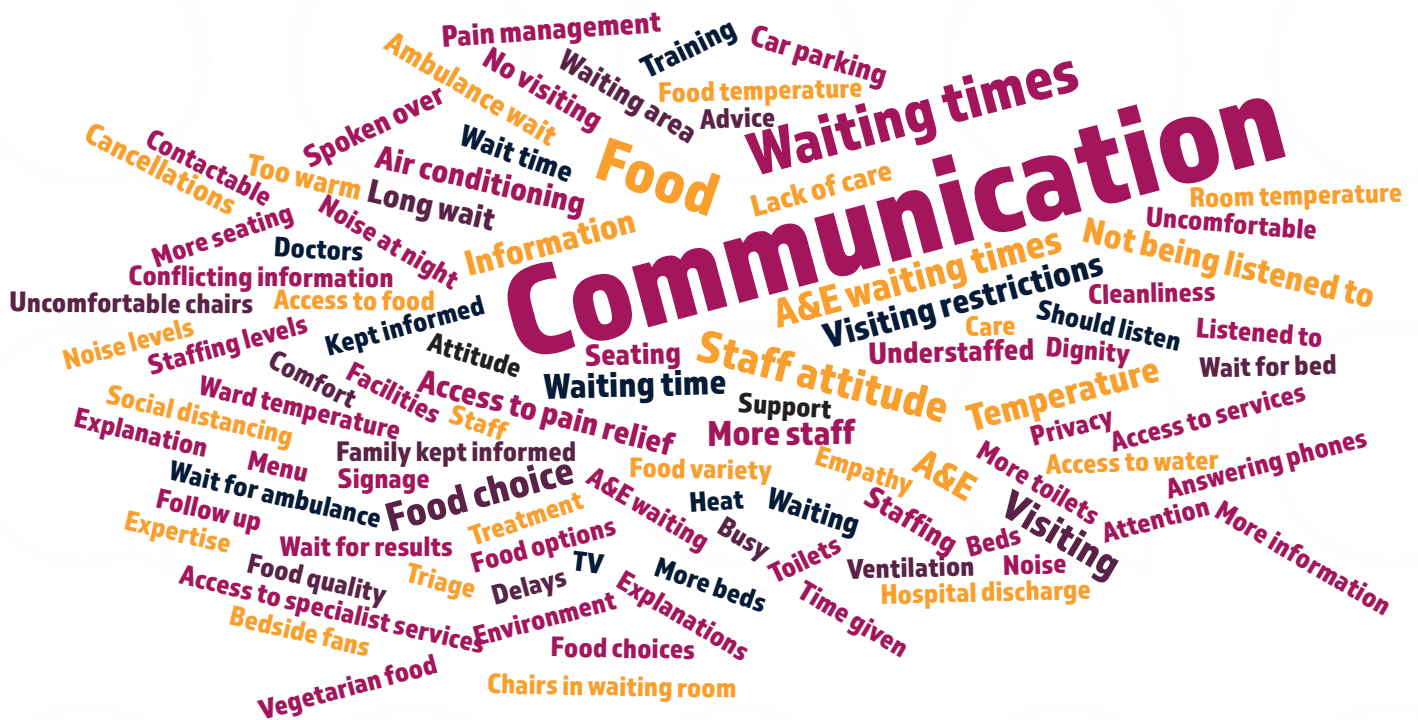 Pain management
Training
Car parking
Ambulance wait
No visiting
Waiting area
Food temperature
Advice
Waiting times
Spoken over
Wait time
Food
Communication
Cancellations
Contactable
Too warm
Air conditioning
Long wait
Lack of care
Room temperature
Uncomfortable
More seating
Doctors
Noise at night
Information
Not being listened to
Conflicting information
A&E waiting times
Visiting restrictions
Cleanliness
Uncomfortable chairs
Access to food
Kept informed
Care
Should listen
Listened to
Noise levels
Staffing levels
Attitude
Seating
Staff attitude
Understaffed
Dignity
Wait for bed
Comfort
Facilities
Access to pain relief
Waiting time
Temperature
Ward temperature
Social distancing
Staff
Support
More staff
Privacy
Access to services
Explanation
Menu
Family kept informed
Signage
Food variety
Empathy
A&E
More toilets
Access to water
Answering phones
Wait for ambulance
Food choice
A&E waiting
Heat
Waiting
Staffing
Visiting
Follow up
Expertise
Treatment
Busy
Beds
Attention
More information
Wait for results
Food options
TV
Toilets
Ventilation
Noise
Food quality
Triage
Delays
More beds
Hospital discharge
Access to specialist services
Environment
Explanations
Time given
Bedside fans
Food choices
Vegetarian food
Chairs in waiting room